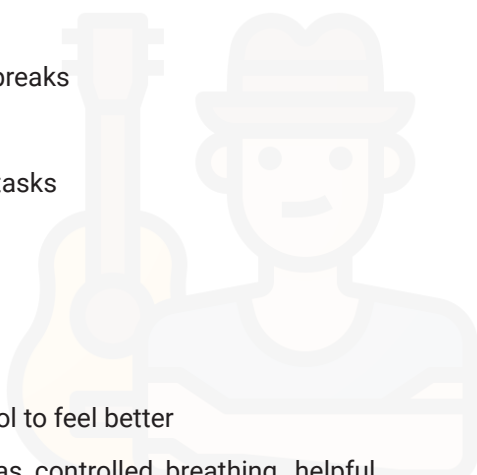 breaks
tasks
ol to feel better
as controlled breathing, helpful